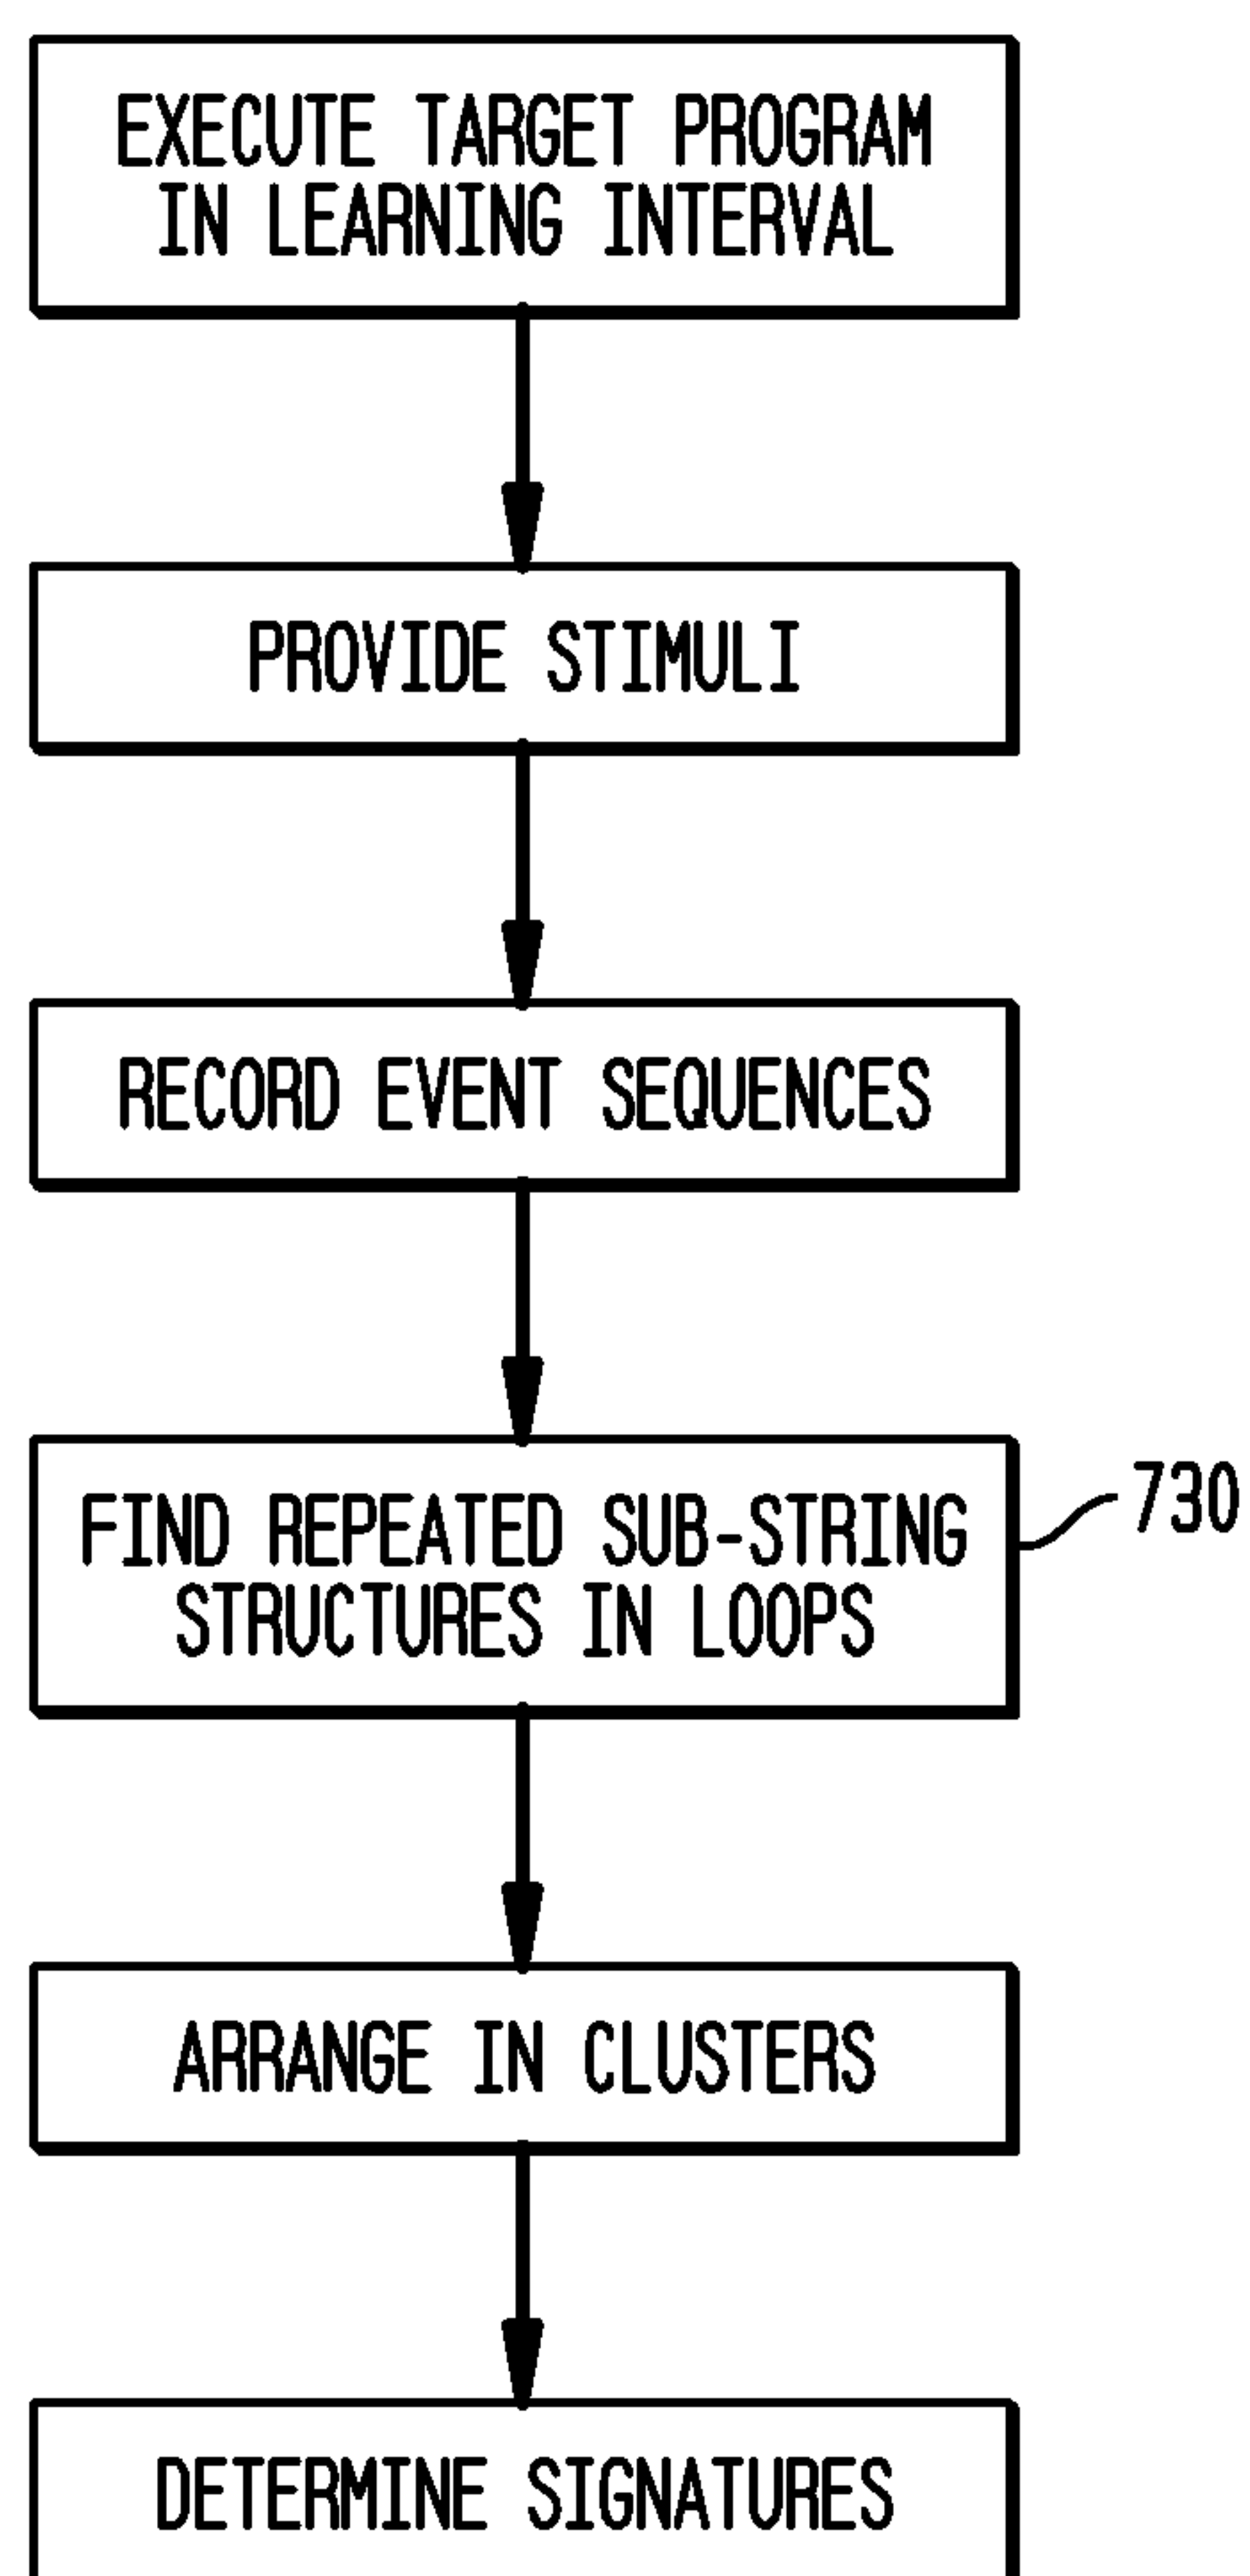 EXECUTE TARGET PROGRAM
IN LEARNING INTERVAL
PROVIDE STIMULI
RECORD EVENT SEQUENCES
FIND REPEATED SUB-STRING
STRUCTURES IN LOOPS
730
ARRANGE IN CLUSTERS
DETERMINE SIGNATURES